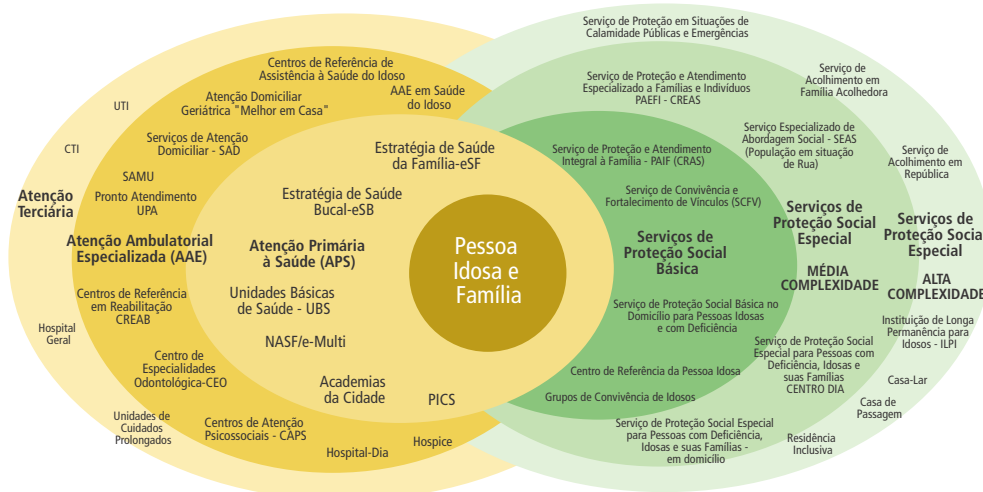 Serviço de Proteção em Situações de
Calamidade Públicas e Emergências
Centros de Referência de
Assistência à Saúde do Idoso
AAE em Saúde
do Idoso
UTI
Atenção Domiciliar
Geriátrica "Melhor em Casa"
CTI
Serviços de Atenção
Domiciliar - SAD
SAMU
Pronto Atendimento
UPA
Atenção
Terciária
Atenção Ambulatorial
Especializada (AAE)
Centros de Referência
em Reabilitação
CREAB
Hospital
Geral
Centro de
Especialidades
Odontológica-CEO
Unidades de
Cuidados
Prolongados
Centros de Atenção
Psicossociais - CAPS
Hospital-Dia
Hospice
Estratégia de Saúde
da Família-eSF
Estratégia de Saúde
Bucal-eSB
Atenção Primária
à Saúde (APS)
Unidades Básicas
de Saúde - UBS
NASF/e-Multi
Academias
da Cidade
PICS
Pessoa
Idosa e
Família
Serviço de Proteção e Atendimento
Integral à Família - PAIF (CRAS)
Serviço de Convivência e
Fortalecimento de Vínculos (SCFV)
Serviços de
Proteção Social
Básica
Serviço de Proteção Social Básica no
Domicílio para Pessoas Idosas
e com Deficiência
Centro de Referência da Pessoa Idosa
Grupos de Convivência de Idosos
Serviço de Proteção e Atendimento
Especializado a Famílias e Indivíduos
PAEFI - CREAS
Serviço Especializado de
Abordagem Social - SEAS
(População em situação
de Rua)
Serviços de
Proteção Social
Especial
MÉDIA
COMPLEXIDADE
Serviço de Proteção Social
Especial para Pessoas com
Deficiência, Idosas e
suas Famílias
CENTRO DIA
Serviço de Proteção Social Especial
para Pessoas com Deficiência,
Idosas e suas Famílias -
em domicílio
Serviço de
Acolhimento em
Família Acolhedora
Serviço de
Acolhimento em
República
Serviços de
Proteção Social
Especial
ALTA
COMPLEXIDADE
Instituição de Longa
Permanência para
Idosos - ILPI
Casa-Lar
Casa de
Passagem
Residência
Inclusiva